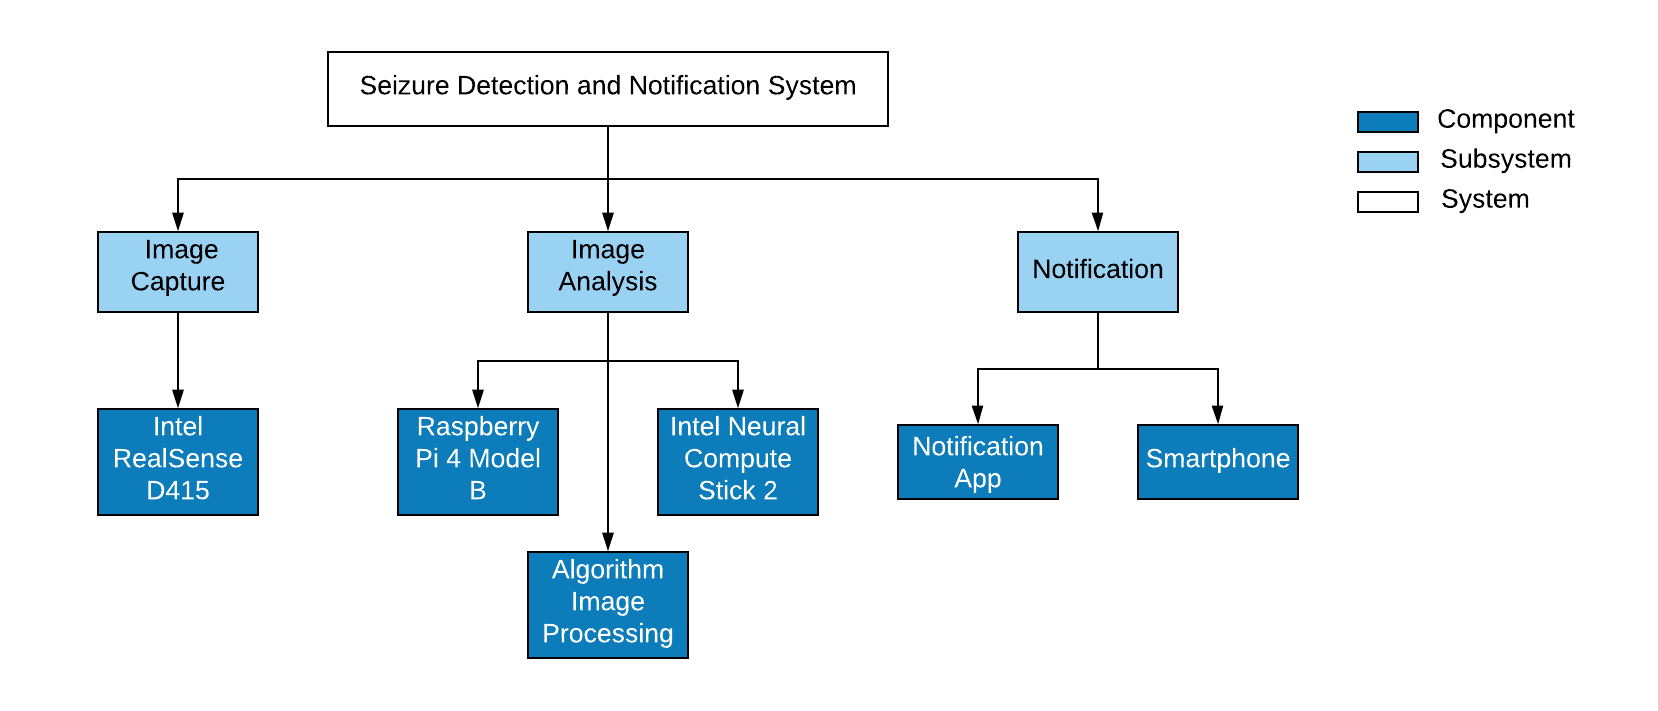 Seizure Detection and Notification System
Component
Subsystem
System
Image
Capture
Image
Analysis
Notification
Intel
RealSense
D415
Raspberry
Pi 4 Model
B
Intel Neural
Compute
Stick 2
Notification
App
Smartphone
Algorithm
Image
Processing